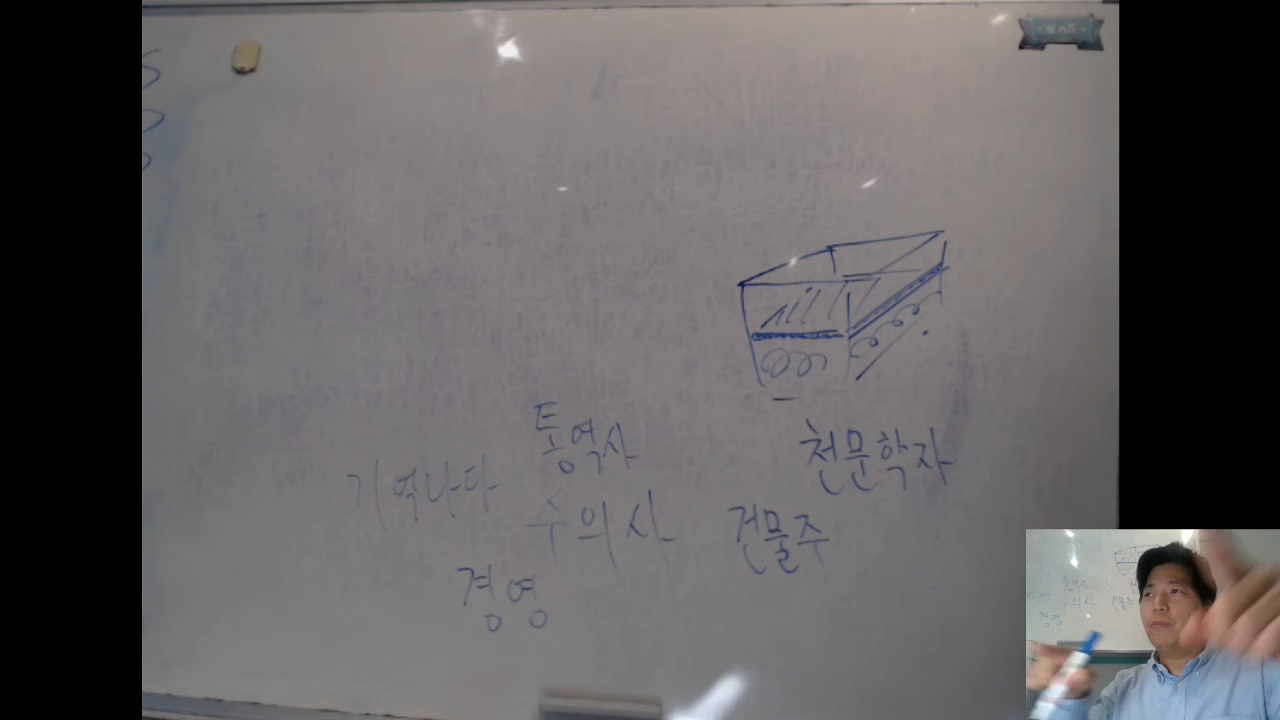 통역사
천문학자
기억나다
수의사
건물주
경영